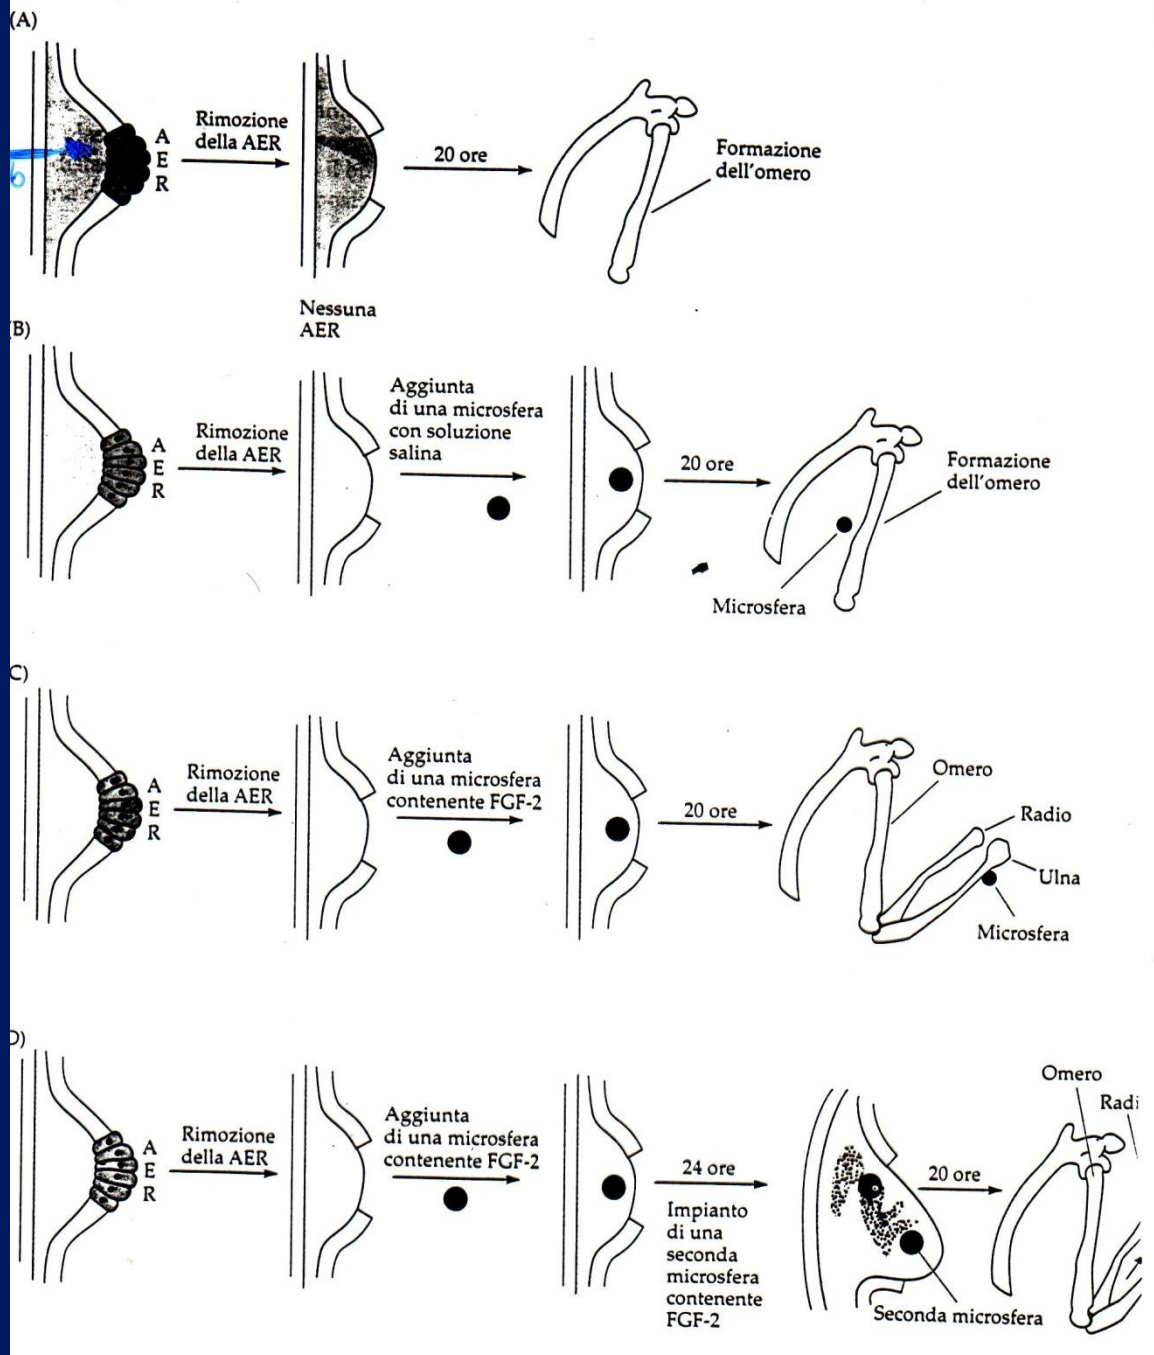 (A)
A
E
R
Rimozione
della AER
20 ore
Formazione
dell'omero
Nessuna
AER
B)
A
E
R
Rimozione
della AER
Aggiunta
di una microsfera
con soluzione
salina
20 ore
Formazione
dell'omero
Microsfera
C)
A
E
R
Rimozione
della AER
Aggiunta
di una microsfera
contenente FGF-2
20 ore
Omero
Radio
Ulna
Microsfera
D)
A
E
R
Rimozione
della AER
Aggiunta
di una microsfera
contenente FGF-2
24 ore
Impianto
di una
seconda
microsfera
contenente
FGF-2
Seconda microsfera
20 ore
Omero
Radi